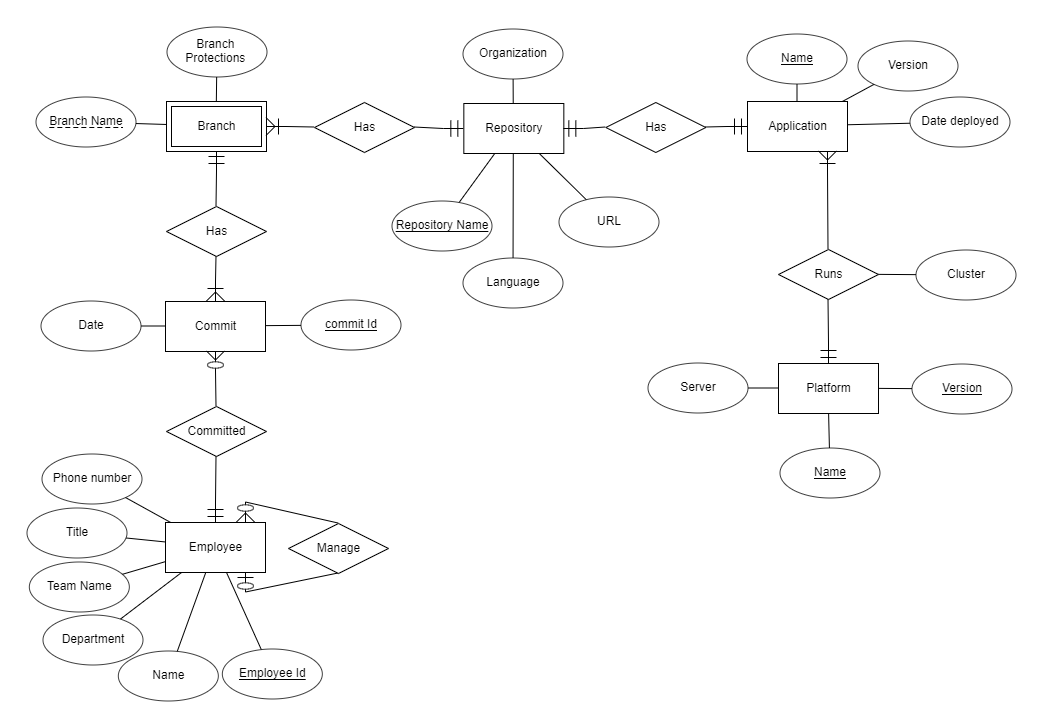 Branch
Protections
Organization
Name
Version
Branch Name
Branch
Has
Repository
Has
Application
Date deployed
Repository Name
URL
Has
Language
Runs
Cluster
Date
Commit
commit Id
Server
Platform
Version
Committed
Name
Phone number
Title
Employee
Manage
Team Name
Department
Name
Employee Id